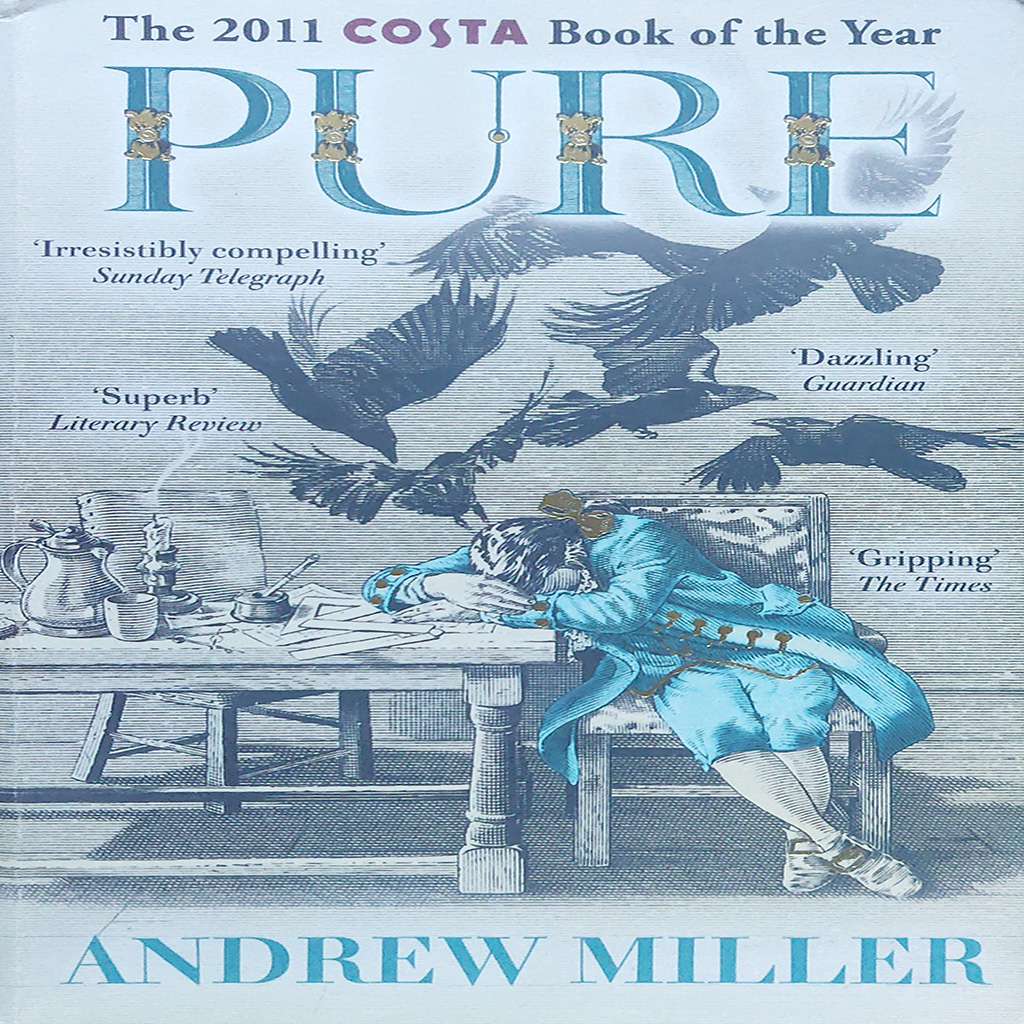 The 2011 COSTA Book of the Year
PURE
‘Irresistibly compelling’
Sunday Telegraph
‘Dazzling’
Guardian
‘Superb’
Literary Review
‘Gripping’
The Times
ANDREW MILLER